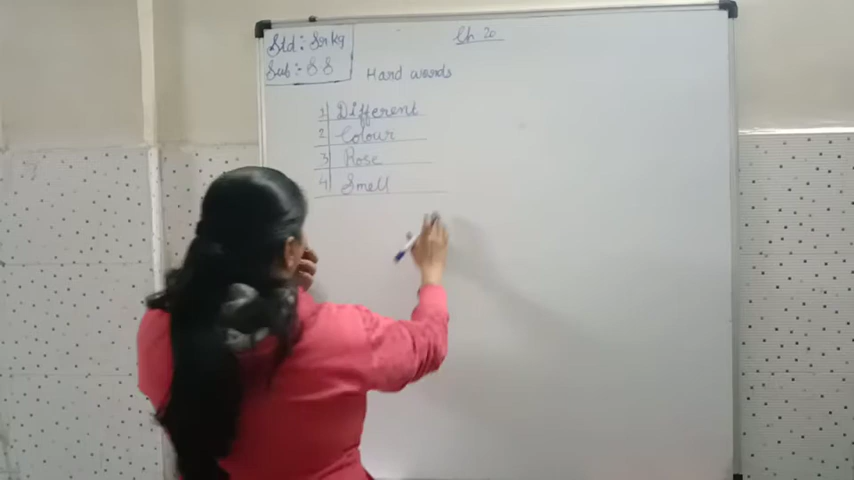 Std :- Sr kg
Sub :- S S
Ch 20
Hard words
1 Different
2 Colour
3 Rose
4 Smell